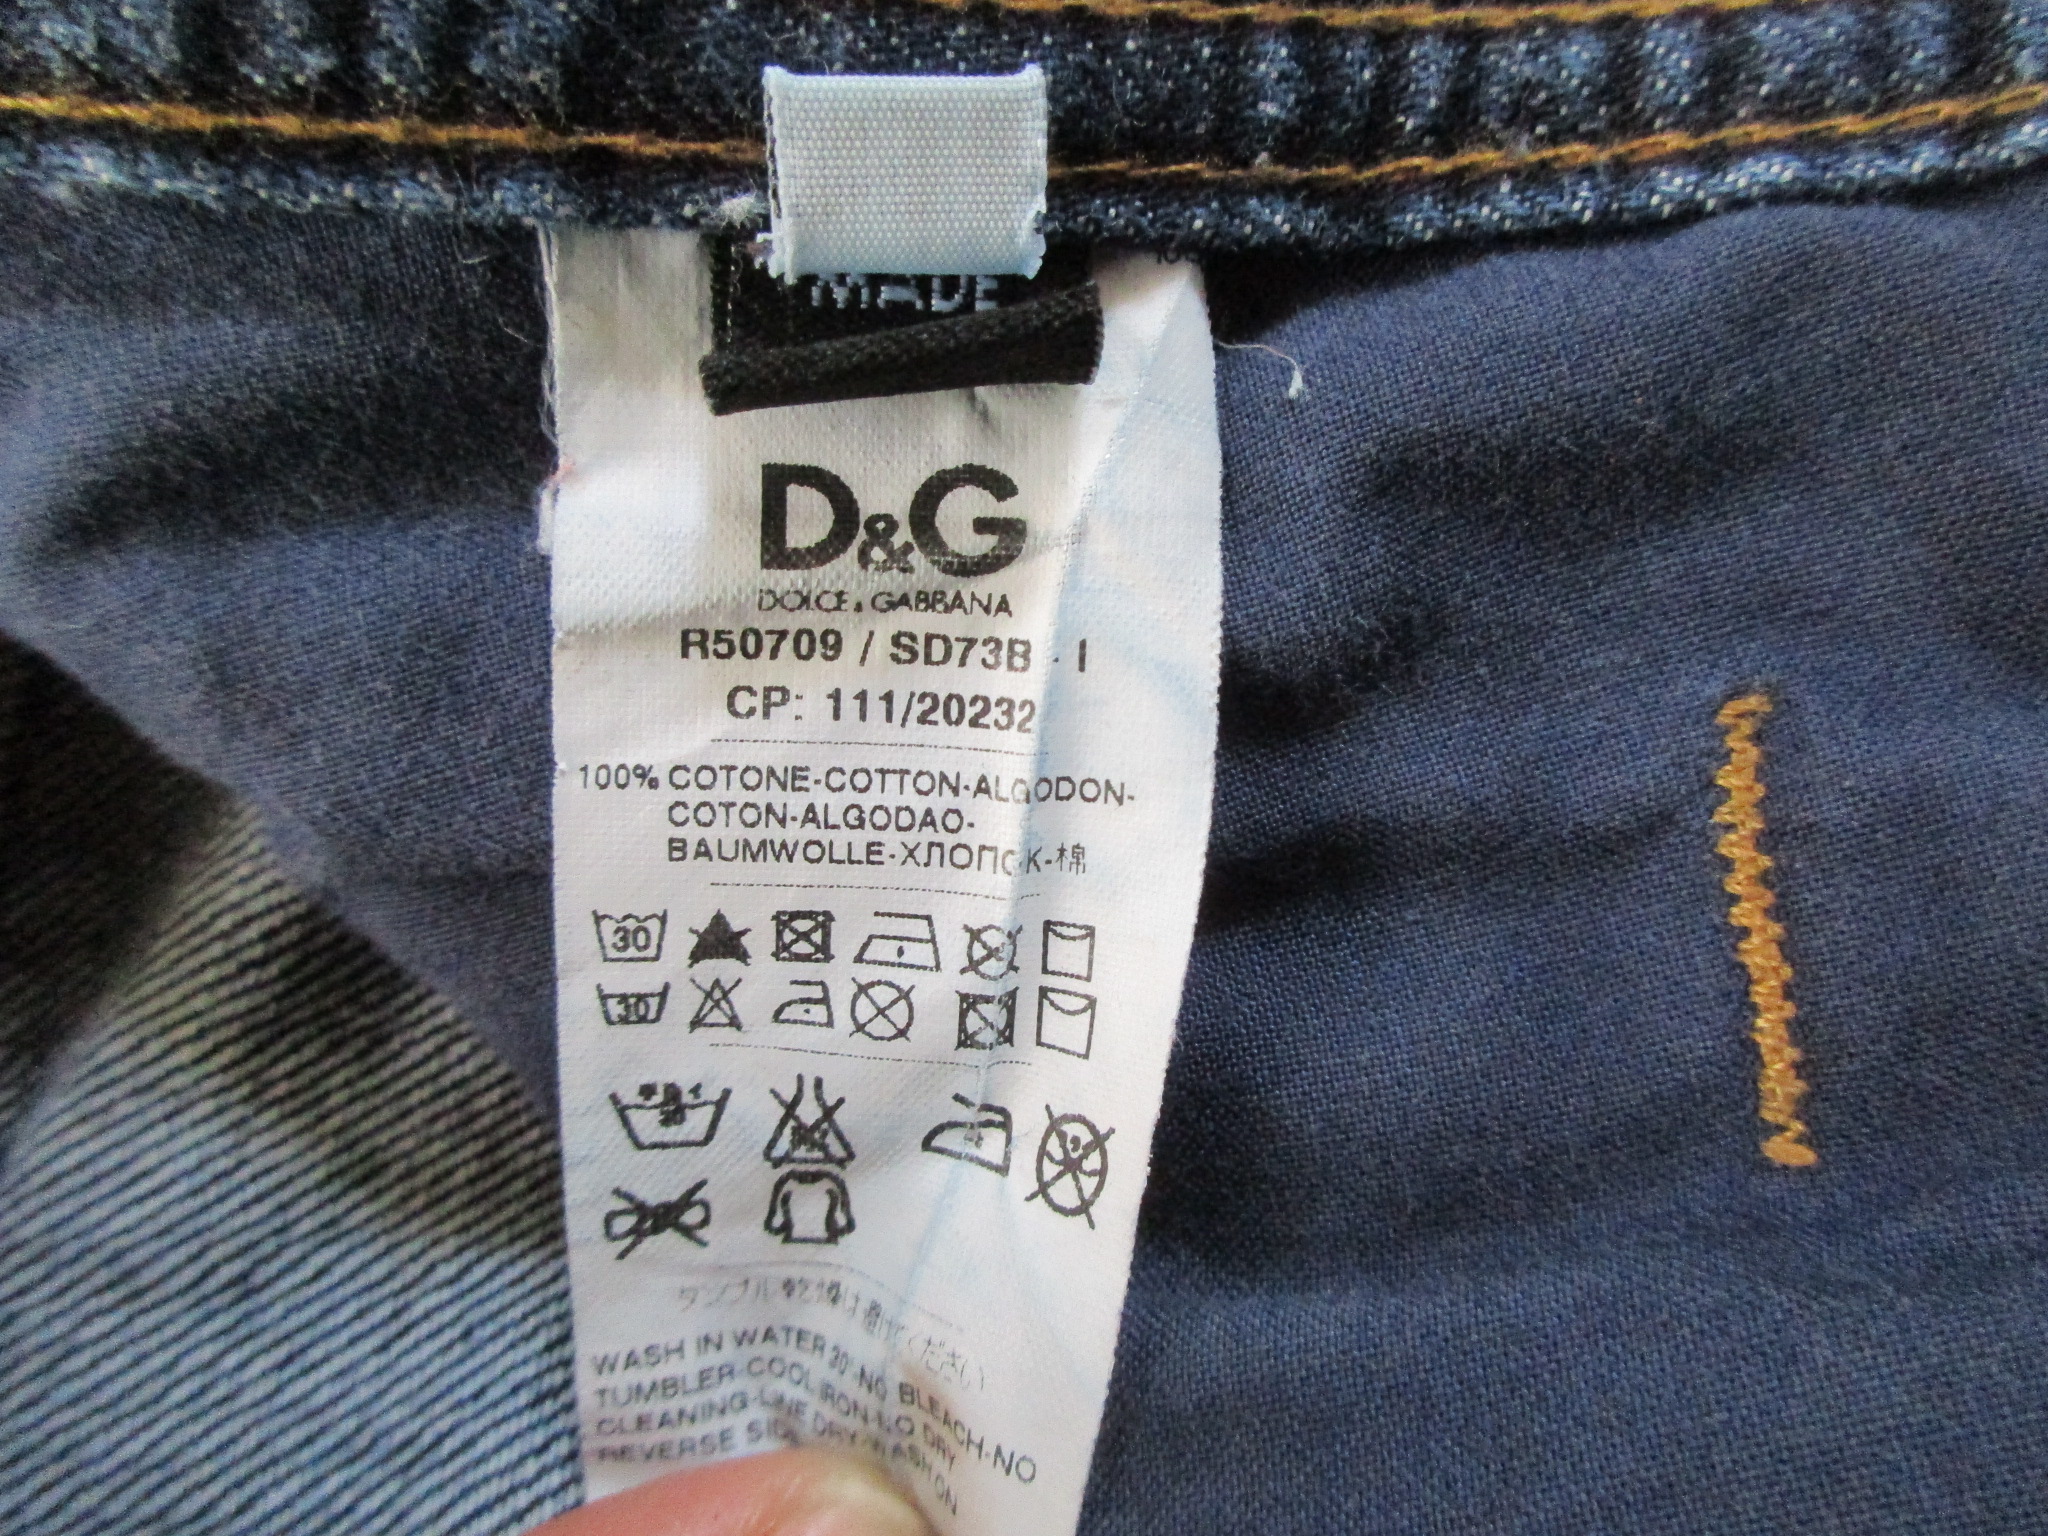 MADE
D&G
DOLCE & GABBANA
R50709 / SD73B - I
CP: 111/20232
100% COTONE-COTTON-ALGODON-
COTON-ALGODAO-
BAUMWOLLE-ХЛОПОК-棉
30
30
WASH IN WATER 30°-NO BLEACH-NO
TUMBLER-COOL IRON-NO DRY
CLEANING-LINE DRY-WASH ON
REVERSE SIDE